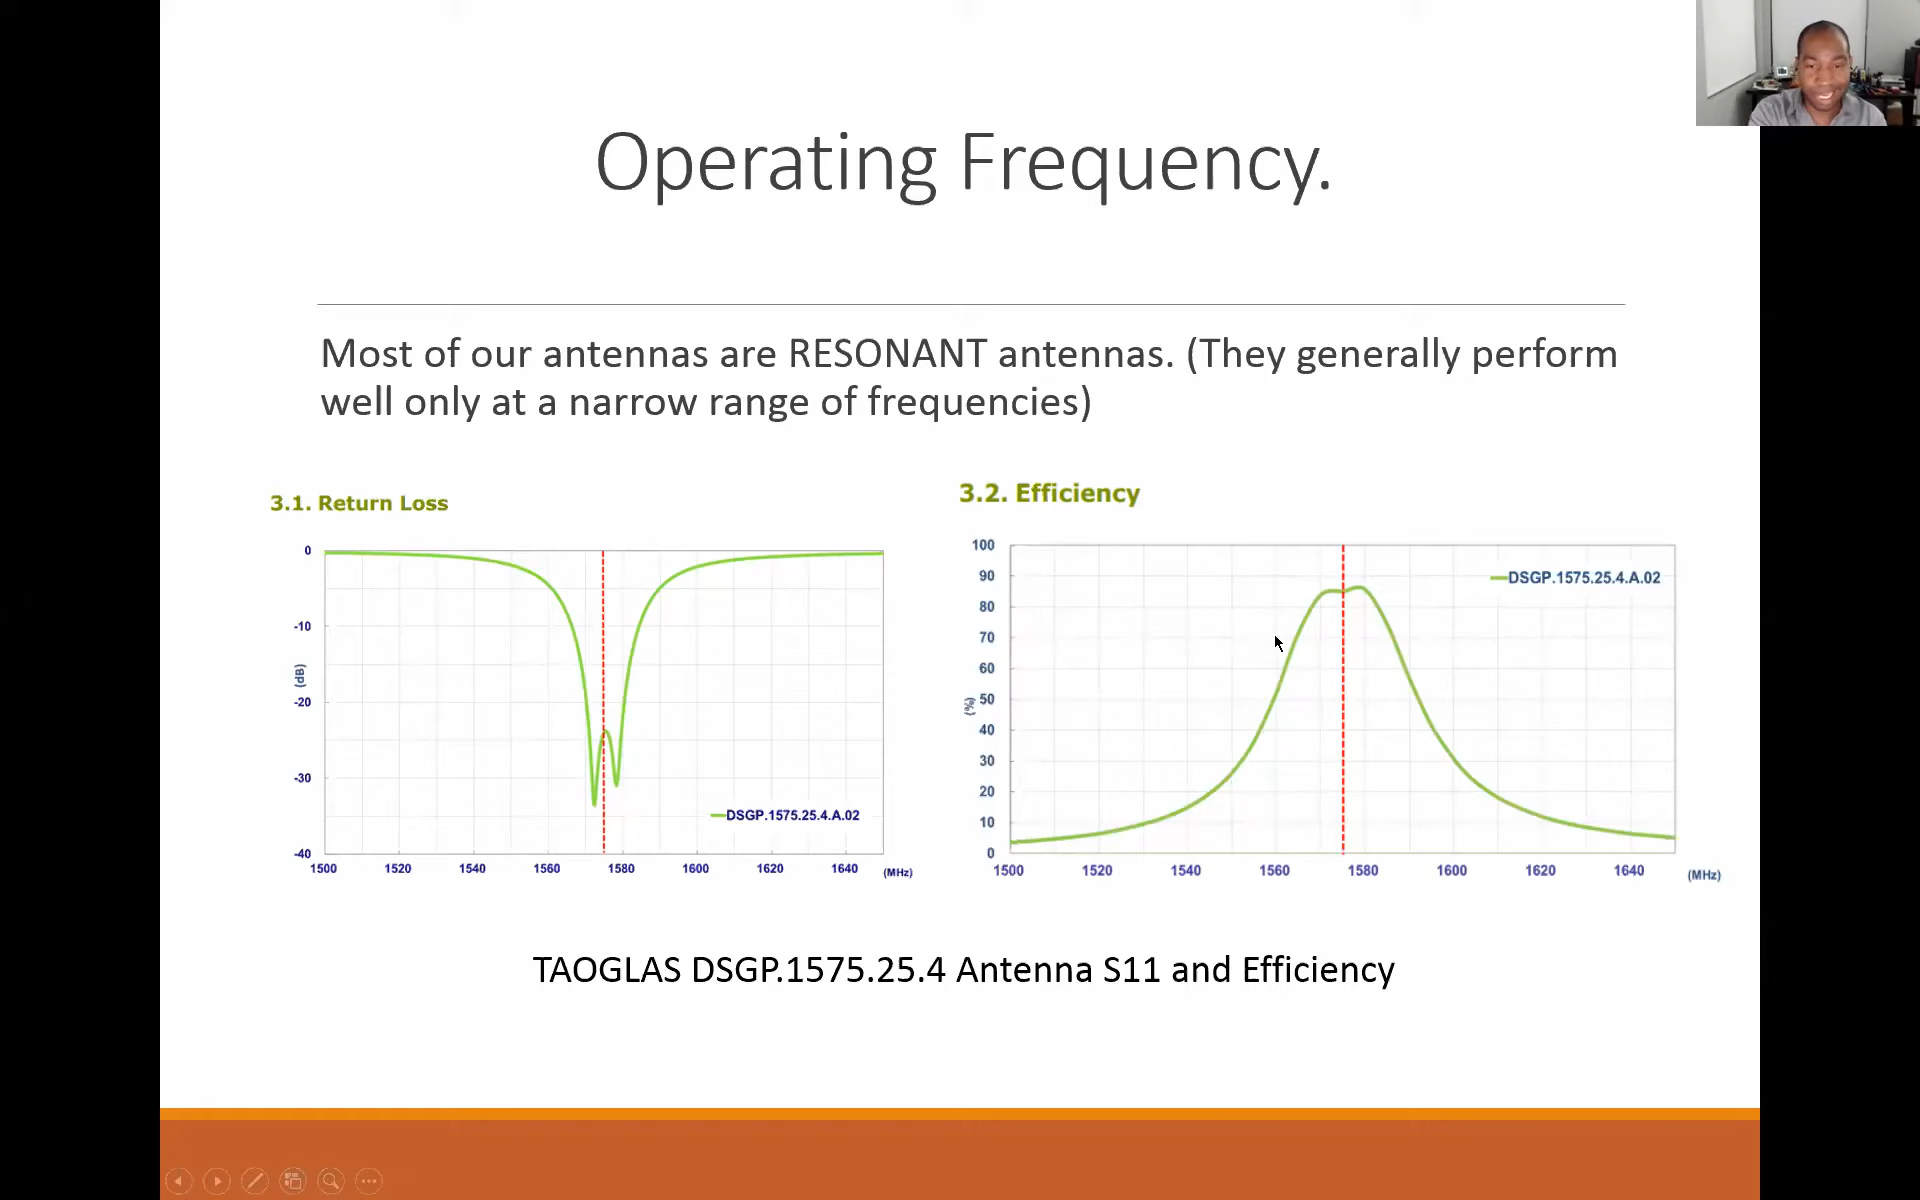 Operating Frequency.
Most of our antennas are RESONANT antennas. (They generally perform
well only at a narrow range of frequencies)
3.1. Return Loss
0
-10
-20
-30
-40
(dB)
DSGP.1575.25.4.A.02
1500 1520 1540 1560 1580 1600 1620 1640 (MHz)
3.2. Efficiency
100
90
80
70
60
50
40
30
20
10
0
(%)
DSGP.1575.25.4.A.02
1500 1520 1540 1560 1580 1600 1620 1640 (MHz)
TAOGLAS DSGP.1575.25.4 Antenna S11 and Efficiency